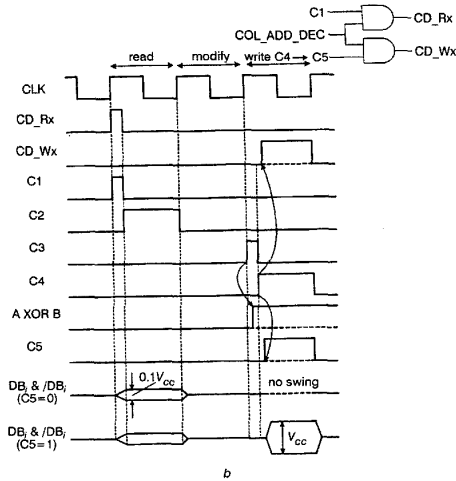 C1
CD_Rx
COL_ADD_DEC
CD_Wx
read modify write C4 → C5
CLK
CD_Rx
CD_Wx
C1
C2
C3
C4
A XOR B
C5
DBi & /DBi
(C5=0)
0.1Vcc
no swing
DBi & /DBi
(C5=1)
Vcc
b